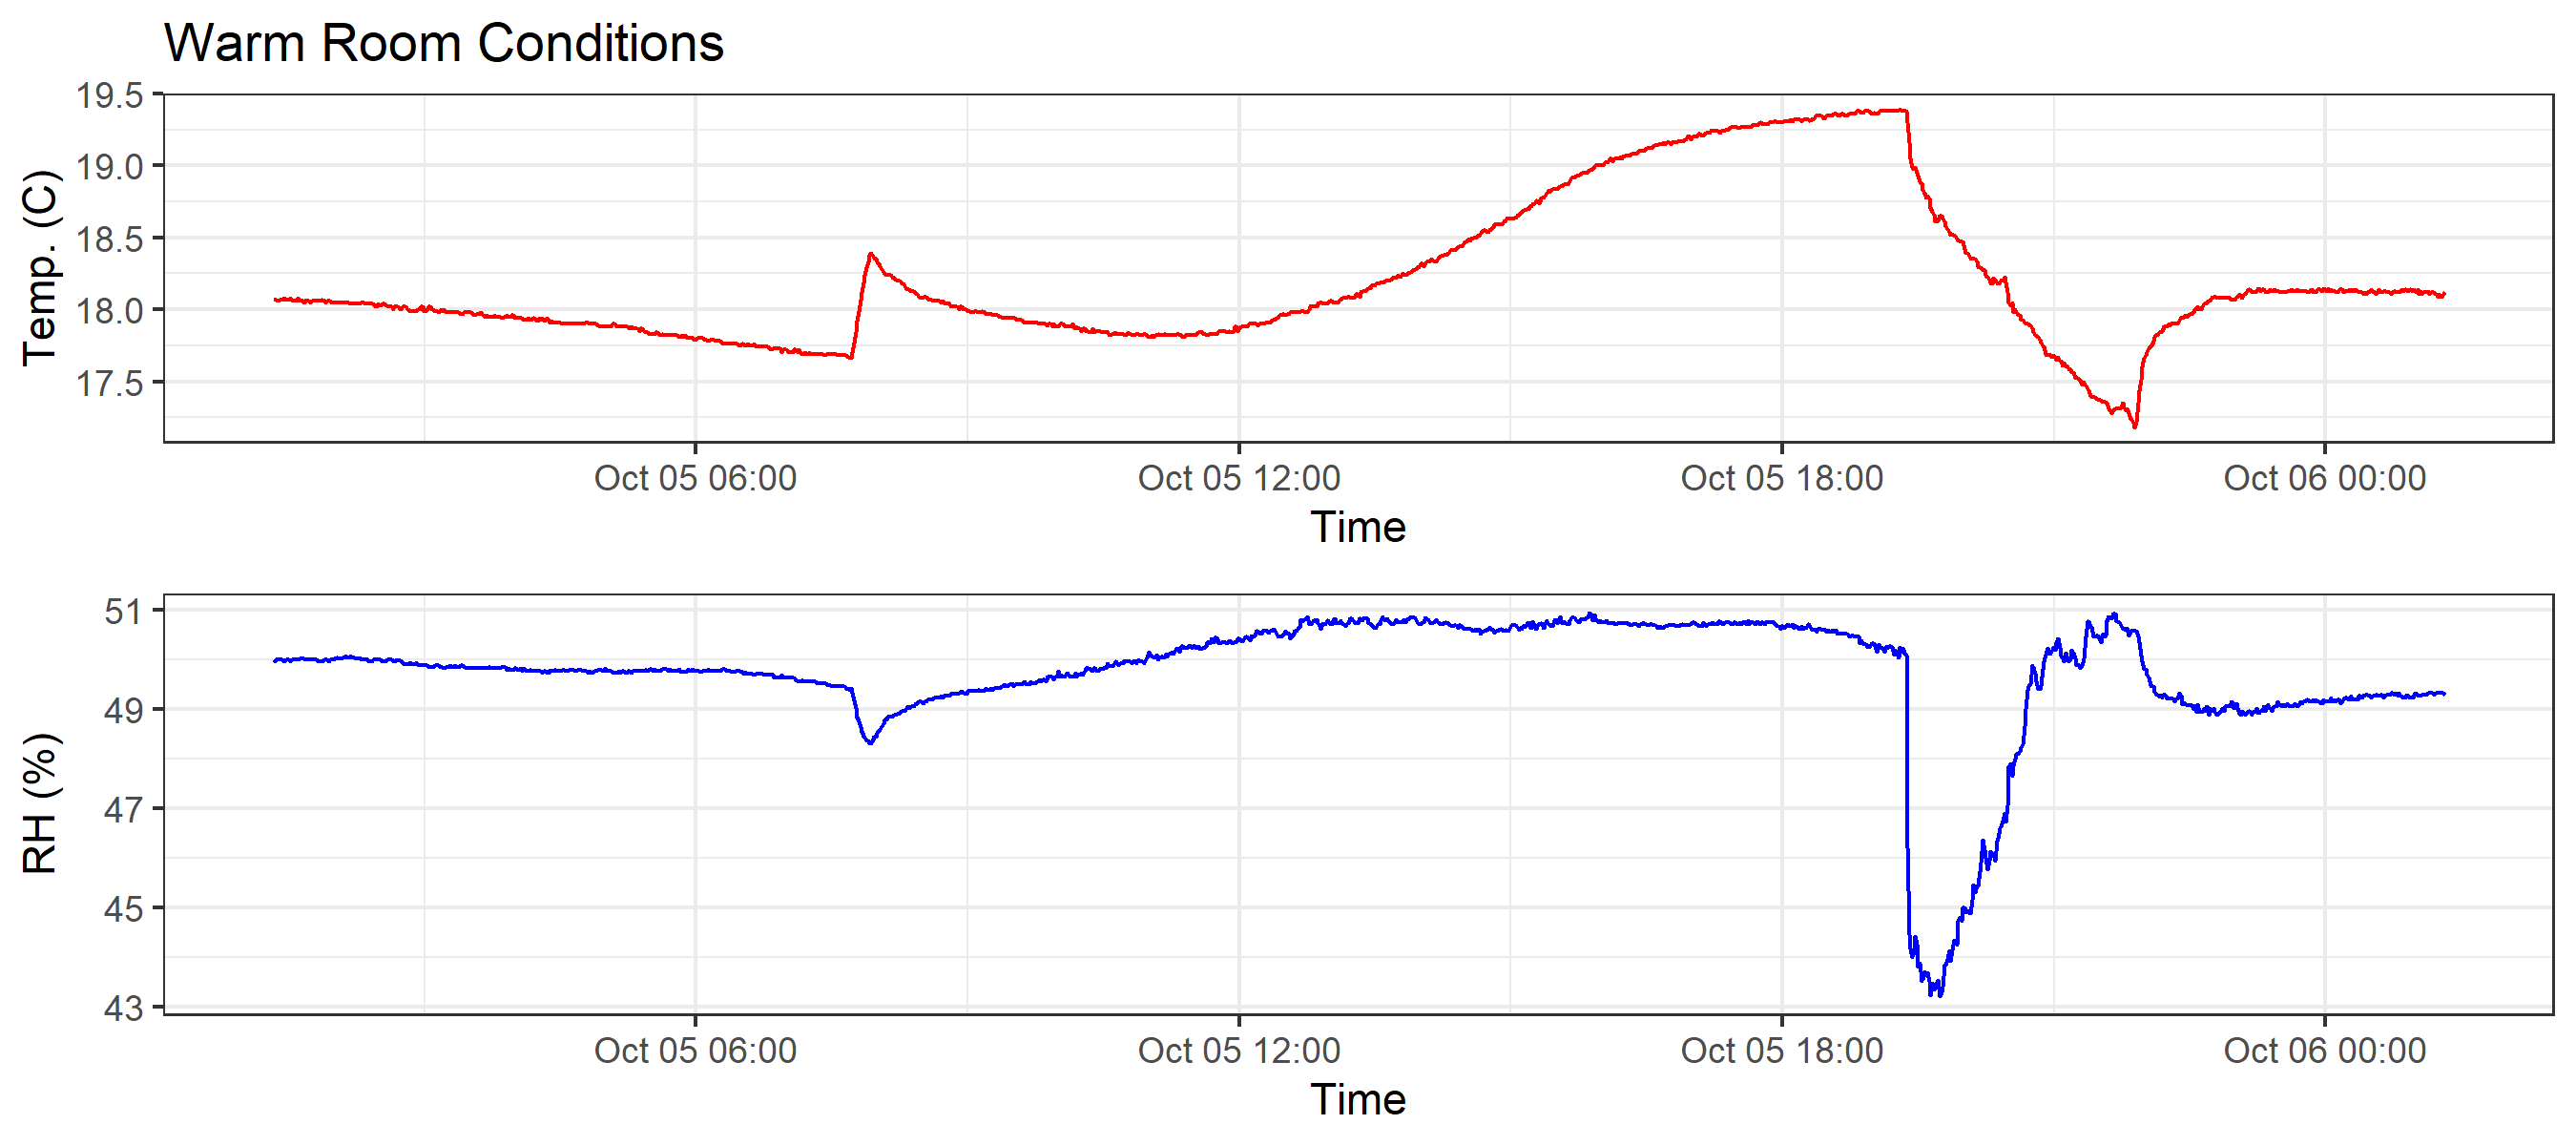 Warm Room Conditions
Temp. (C)
19.5
19.0
18.5
18.0
17.5
Oct 05 06:00 Oct 05 12:00 Oct 05 18:00 Oct 06 00:00
Time
RH (%)
51
49
47
45
43
Oct 05 06:00 Oct 05 12:00 Oct 05 18:00 Oct 06 00:00
Time